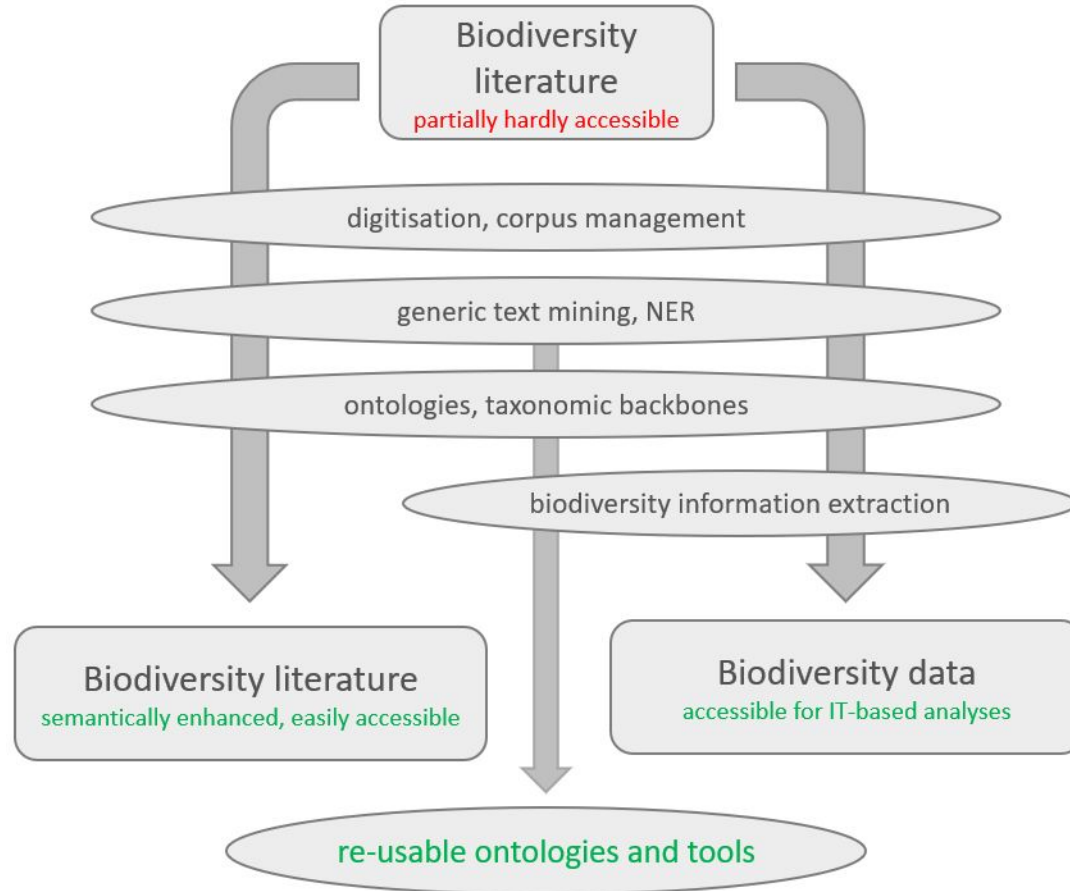 Biodiversity
literature
partially hardly accessible
digitisation, corpus management
generic text mining, NER
ontologies, taxonomic backbones
biodiversity information extraction
Biodiversity literature
semantically enhanced, easily accessible
Biodiversity data
accessible for IT-based analyses
re-usable ontologies and tools